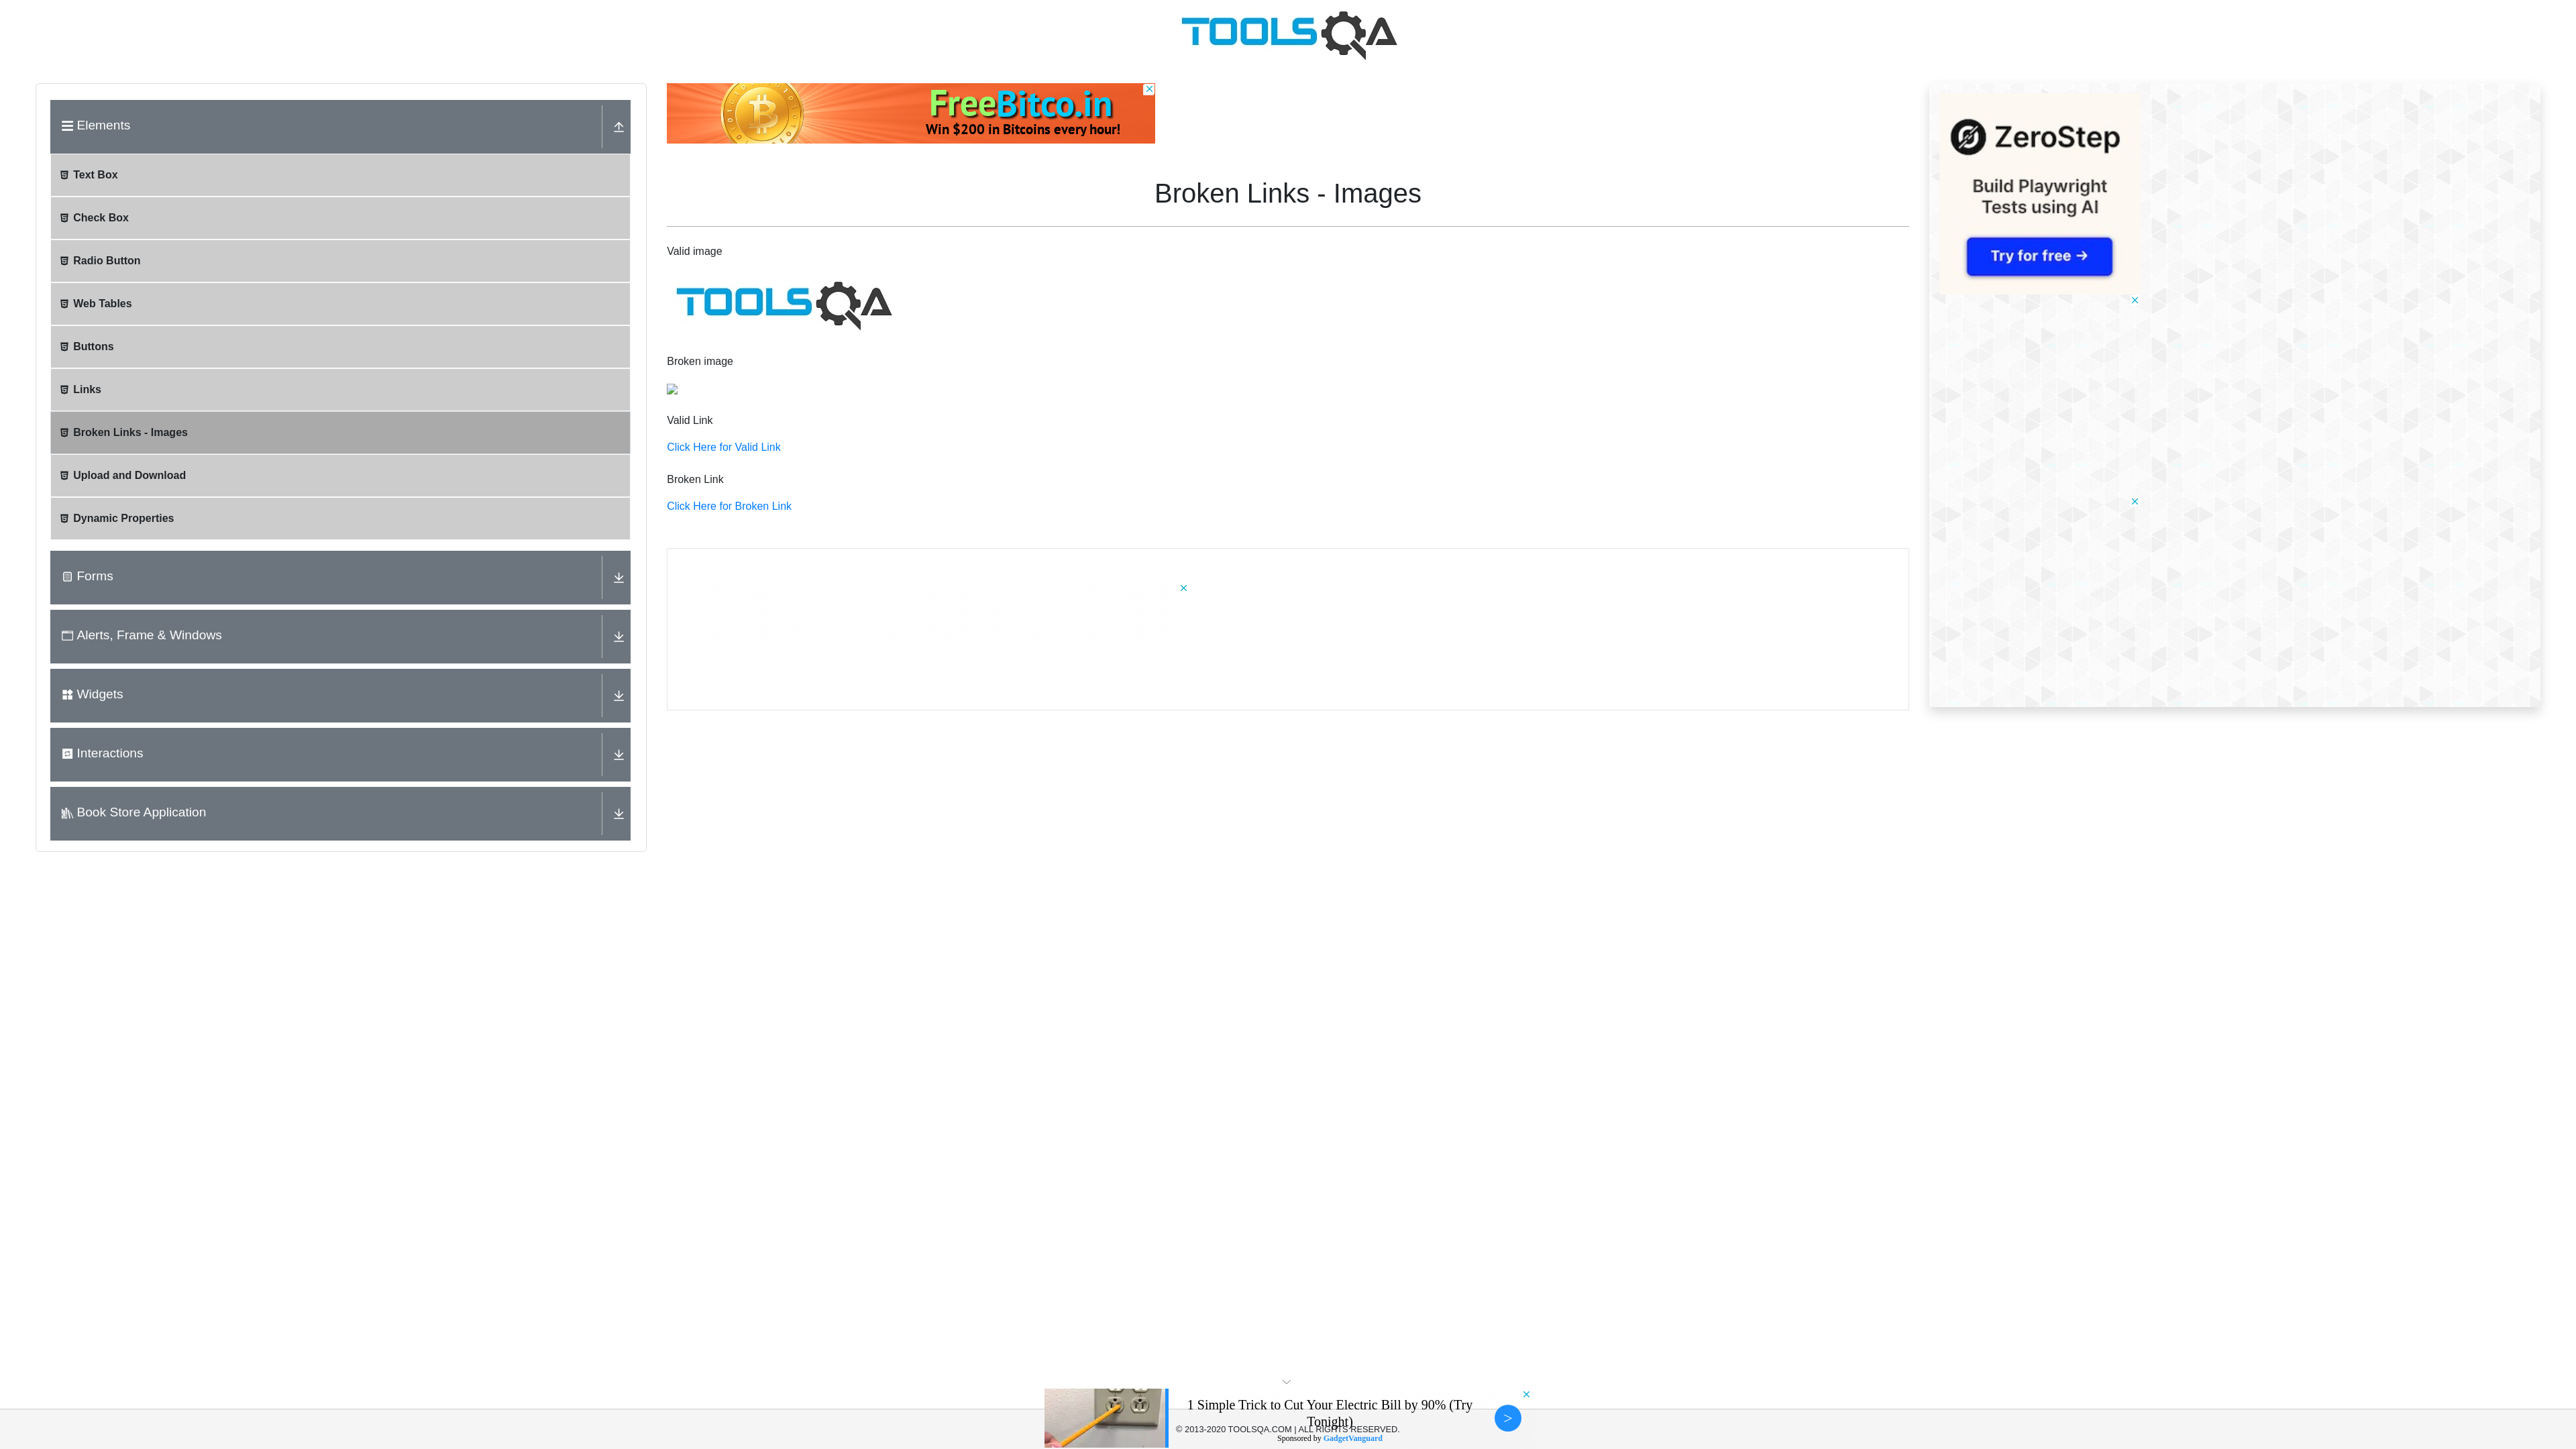 TOOLSQA
Elements
Text Box
Check Box
Radio Button
Web Tables
Buttons
Links
Broken Links - Images
Upload and Download
Dynamic Properties
Forms
Alerts, Frame & Windows
Widgets
Interactions
Book Store Application
FreeBitco.in
Win $200 in Bitcoins every hour!
Broken Links - Images
Valid image
TOOLSQA
Broken image
Valid Link
Click Here for Valid Link
Broken Link
Click Here for Broken Link
ZeroStep
Build Playwright
Tests using AI
Try for free →
1 Simple Trick to Cut Your Electric Bill by 90% (Try
Tonight)
© 2013-2020 TOOLSQA.COM | ALL RIGHTS RESERVED.
Sponsored by GadgetVanguard
>